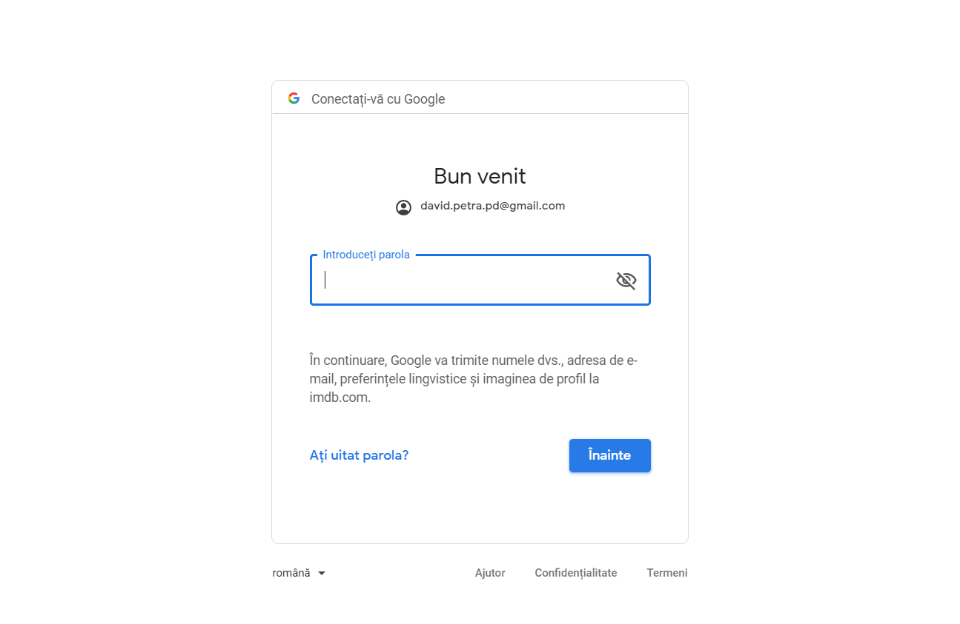 Conectați-vă cu Google
Bun venit
david.petra.pd@gmail.com
Introduceți parola
În continuare, Google va trimite numele dvs., adresa de e-
mail, preferințele lingvistice și imaginea de profil la
imdb.com.
Ați uitat parola?
Înainte
română
Ajutor
Confidențialitate
Termeni